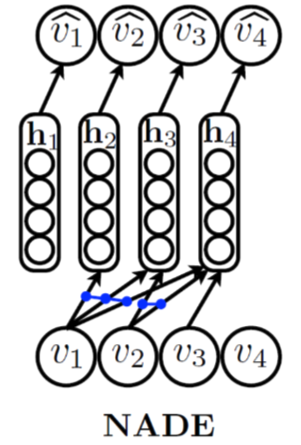 v̂₁ v̂₂ v̂₃ v̂₄
h₁ h₂ h₃ h₄
v₁ v₂ v₃ v₄
NADE